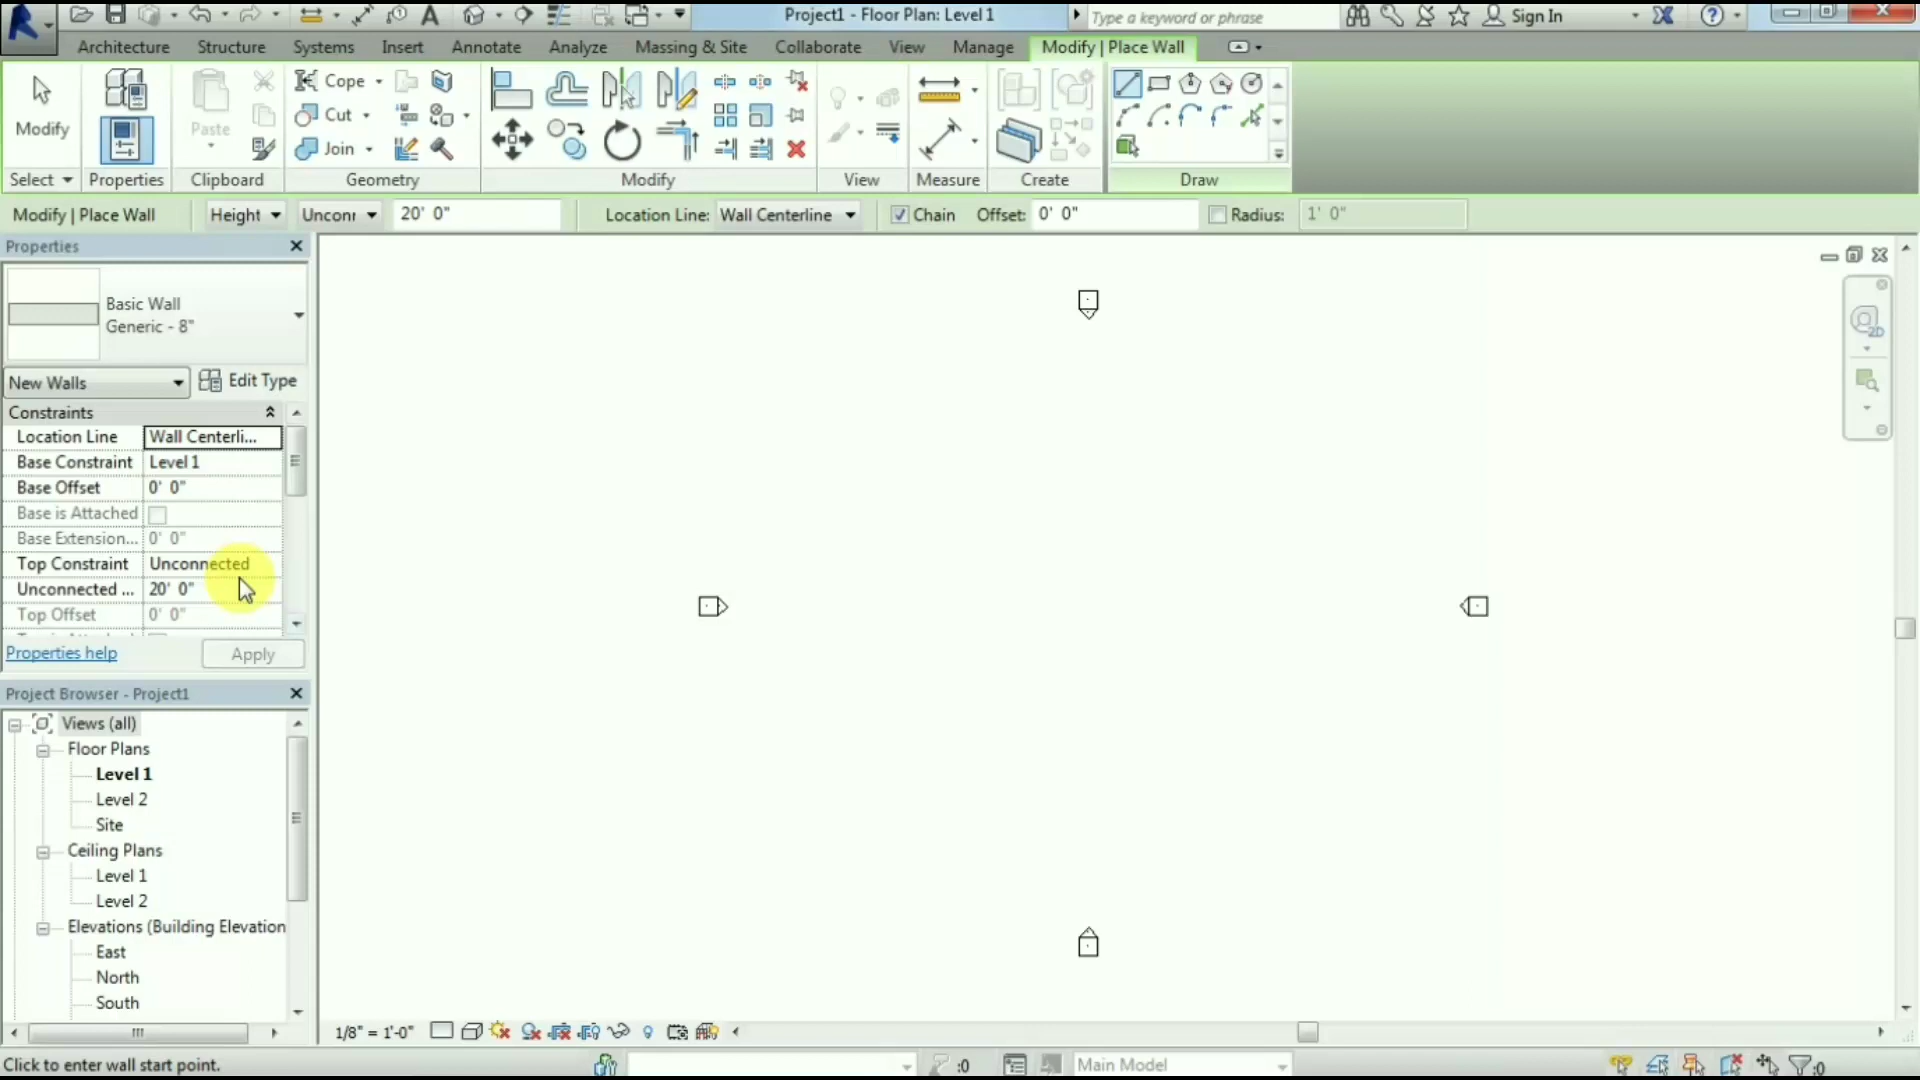 Project1 - Floor Plan: Level 1
Type a keyword or phrase
Sign In
Architecture Structure Systems Insert Annotate Analyze Massing & Site Collaborate View Manage Modify | Place Wall
Modify
Paste
Cope
Cut
Join
Select Properties Clipboard Geometry Modify View Measure Create Draw
Modify | Place Wall Height Unconr 20' 0" Location Line: Wall Centerline Chain Offset: 0' 0" Radius: 1' 0"
Properties
Basic Wall
Generic - 8"
New Walls Edit Type
Constraints
Location Line Wall Centerli...
Base Constraint Level 1
Base Offset 0' 0"
Base is Attached
Base Extension... 0' 0"
Top Constraint Unconnected
Unconnected ... 20' 0"
Top Offset 0' 0"
Properties help Apply
Project Browser - Project1
Views (all)
Floor Plans
Level 1
Level 2
Site
Ceiling Plans
Level 1
Level 2
Elevations (Building Elevation
East
North
South
2D
1/8" = 1'-0"
Click to enter wall start point.
:0
Main Model
:0